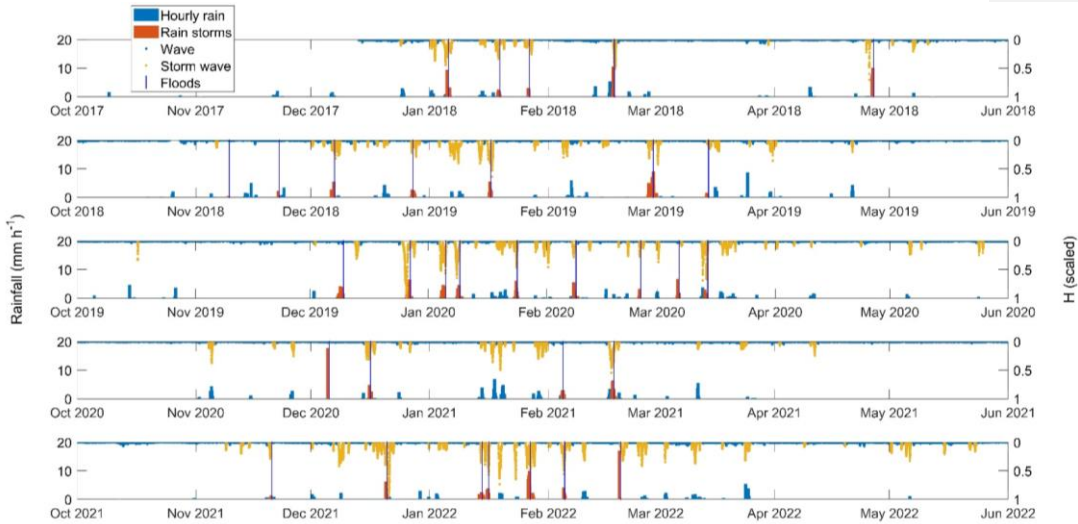 Hourly rain
Rain storms
Wave
Storm wave
Floods
20
10
0
0
0.5
1
Oct 2017
Nov 2017
Dec 2017
Jan 2018
Feb 2018
Mar 2018
Apr 2018
May 2018
Jun 2018
20
10
0
0
0.5
1
Oct 2018
Nov 2018
Dec 2018
Jan 2019
Feb 2019
Mar 2019
Apr 2019
May 2019
Jun 2019
Rainfall (mm h⁻¹)
20
10
0
0
0.5
1
H (scaled)
Oct 2019
Nov 2019
Dec 2019
Jan 2020
Feb 2020
Mar 2020
Apr 2020
May 2020
Jun 2020
20
10
0
0
0.5
1
Oct 2020
Nov 2020
Dec 2020
Jan 2021
Feb 2021
Mar 2021
Apr 2021
May 2021
Jun 2021
20
10
0
0
0.5
1
Oct 2021
Nov 2021
Dec 2021
Jan 2022
Feb 2022
Mar 2022
Apr 2022
May 2022
Jun 2022